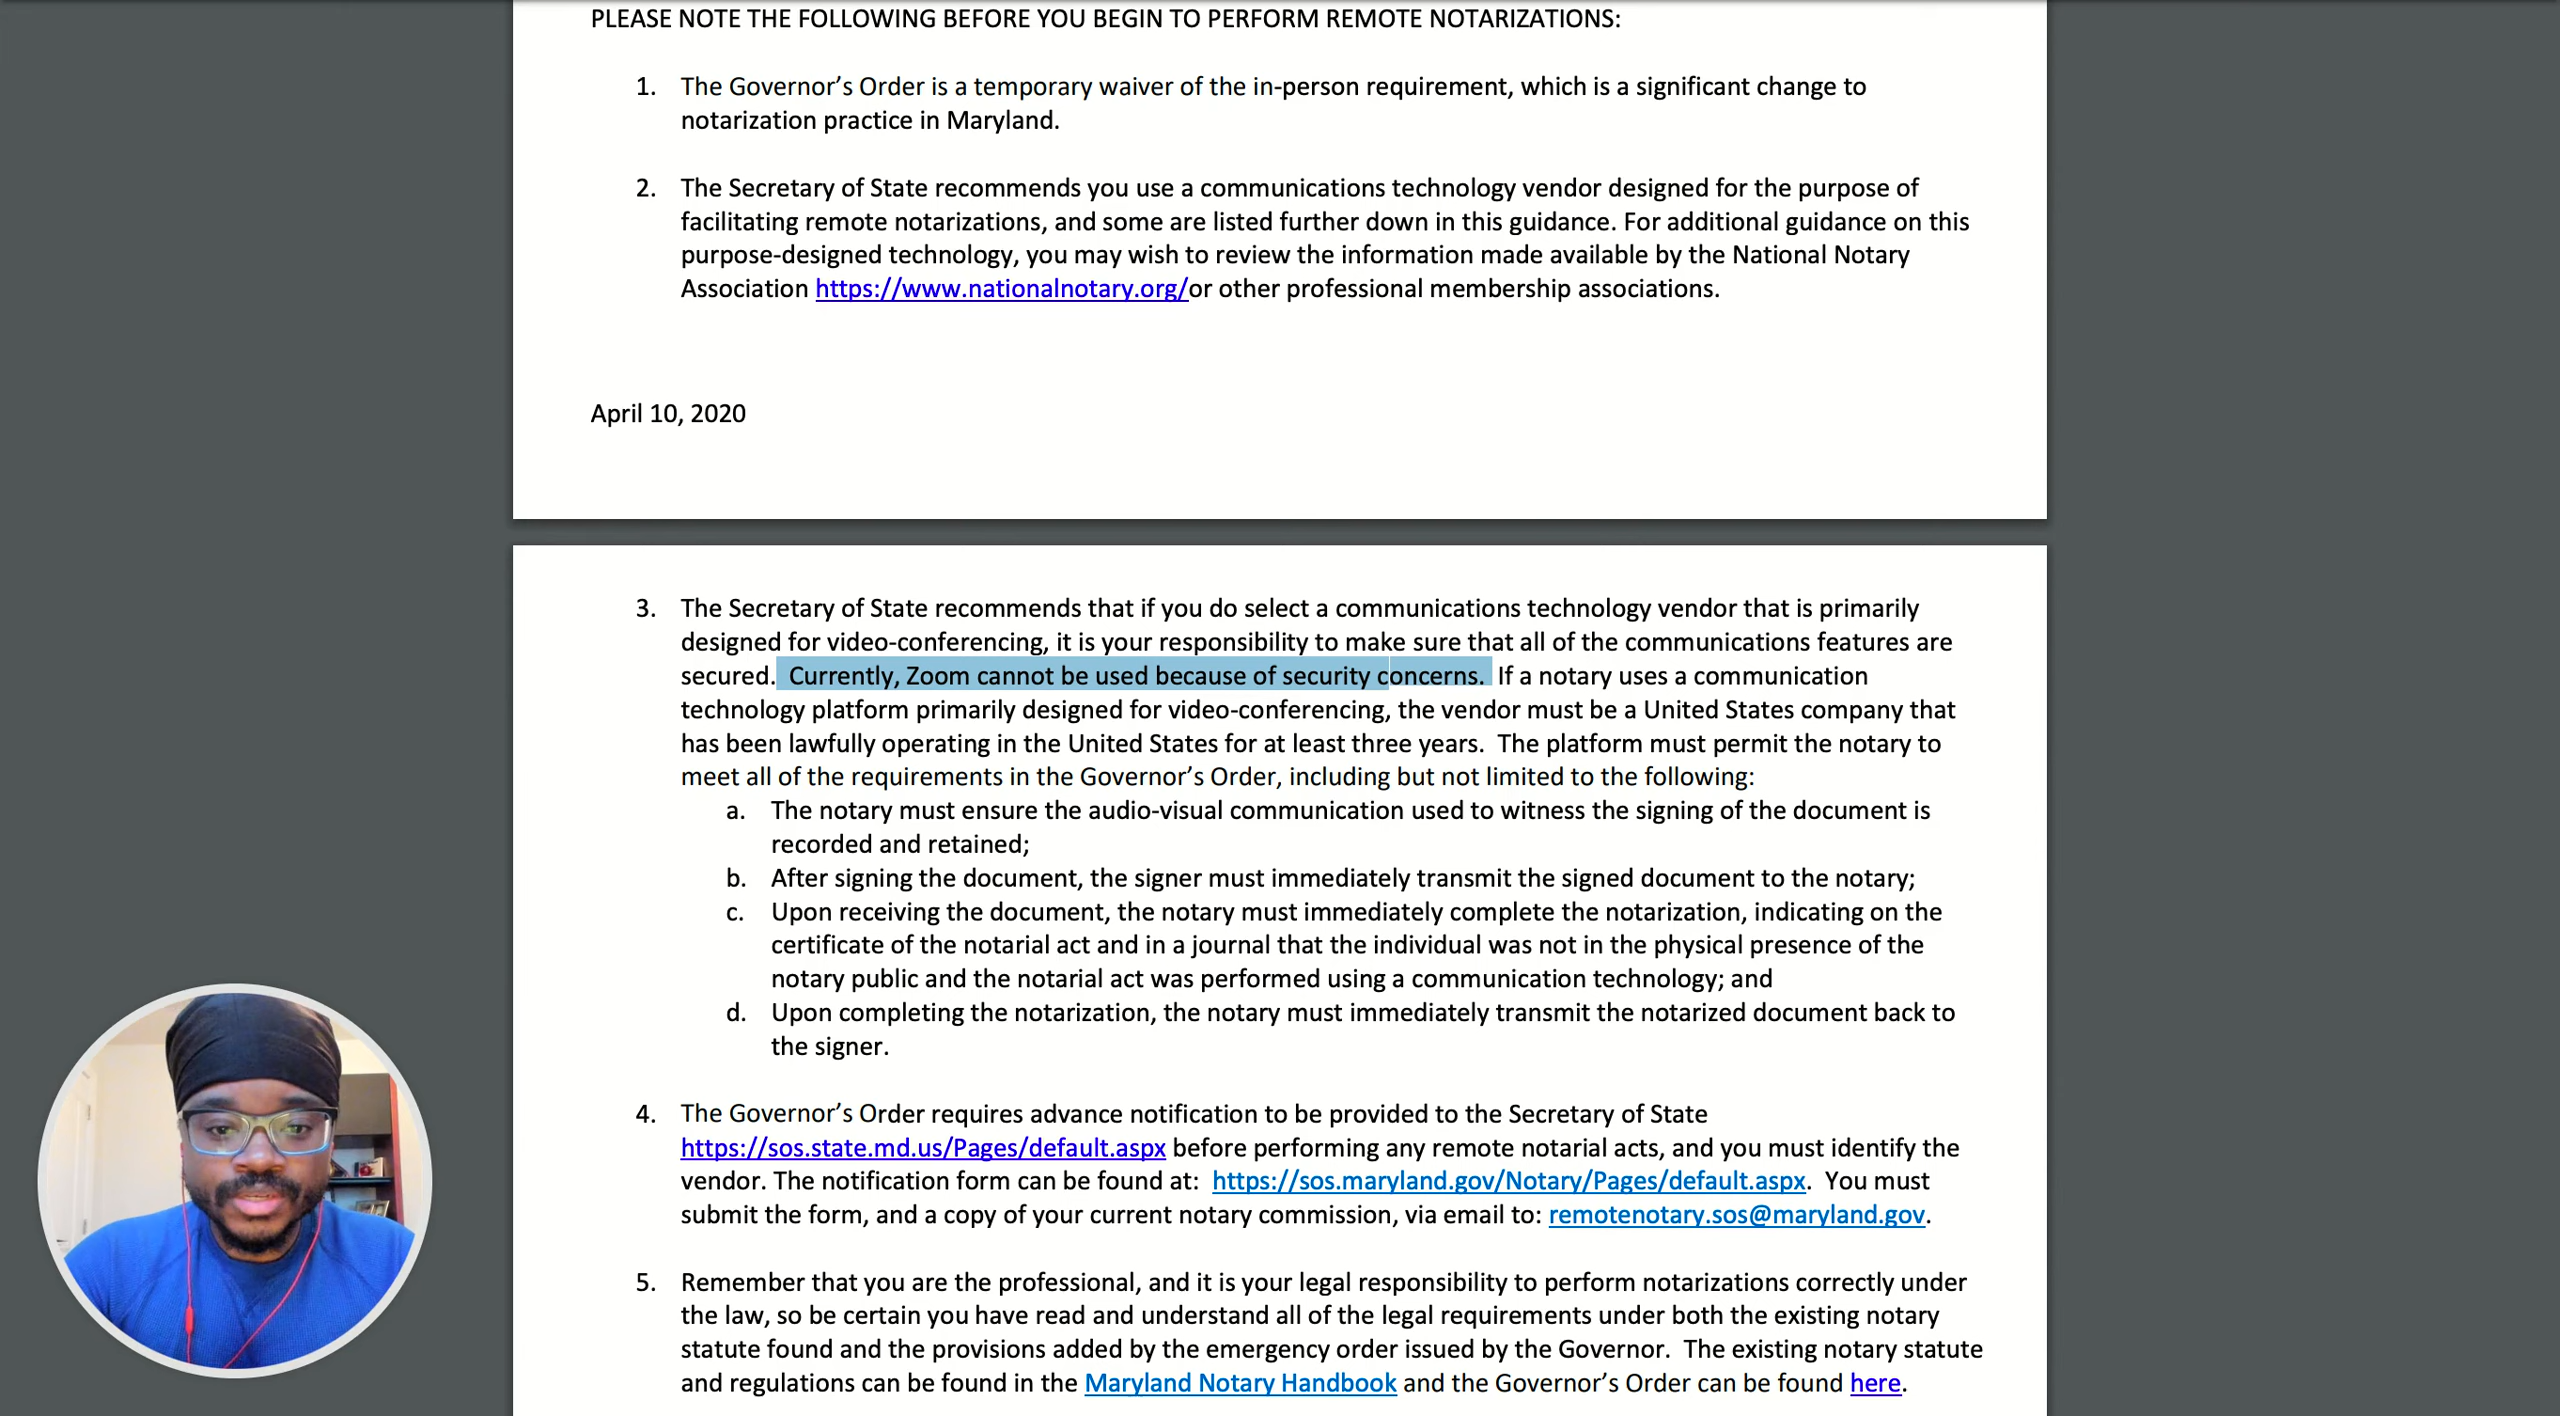 PLEASE NOTE THE FOLLOWING BEFORE YOU BEGIN TO PERFORM REMOTE NOTARIZATIONS:
1. The Governor’s Order is a temporary waiver of the in-person requirement, which is a significant change to
notarization practice in Maryland.
2. The Secretary of State recommends you use a communications technology vendor designed for the purpose of
facilitating remote notarizations, and some are listed further down in this guidance. For additional guidance on this
purpose-designed technology, you may wish to review the information made available by the National Notary
Association https://www.nationalnotary.org/or other professional membership associations.
April 10, 2020
3. The Secretary of State recommends that if you do select a communications technology vendor that is primarily
designed for video-conferencing, it is your responsibility to make sure that all of the communications features are
secured. Currently, Zoom cannot be used because of security concerns. If a notary uses a communication
technology platform primarily designed for video-conferencing, the vendor must be a United States company that
has been lawfully operating in the United States for at least three years. The platform must permit the notary to
meet all of the requirements in the Governor’s Order, including but not limited to the following:
a. The notary must ensure the audio-visual communication used to witness the signing of the document is
recorded and retained;
b. After signing the document, the signer must immediately transmit the signed document to the notary;
c. Upon receiving the document, the notary must immediately complete the notarization, indicating on the
certificate of the notarial act and in a journal that the individual was not in the physical presence of the
notary public and the notarial act was performed using a communication technology; and
d. Upon completing the notarization, the notary must immediately transmit the notarized document back to
the signer.
4. The Governor’s Order requires advance notification to be provided to the Secretary of State
https://sos.state.md.us/Pages/default.aspx before performing any remote notarial acts, and you must identify the
vendor. The notification form can be found at: https://sos.maryland.gov/Notary/Pages/default.aspx. You must
submit the form, and a copy of your current notary commission, via email to: remotenotary.sos@maryland.gov.
5. Remember that you are the professional, and it is your legal responsibility to perform notarizations correctly under
the law, so be certain you have read and understand all of the legal requirements under both the existing notary
statute found and the provisions added by the emergency order issued by the Governor. The existing notary statute
and regulations can be found in the Maryland Notary Handbook and the Governor’s Order can be found here.